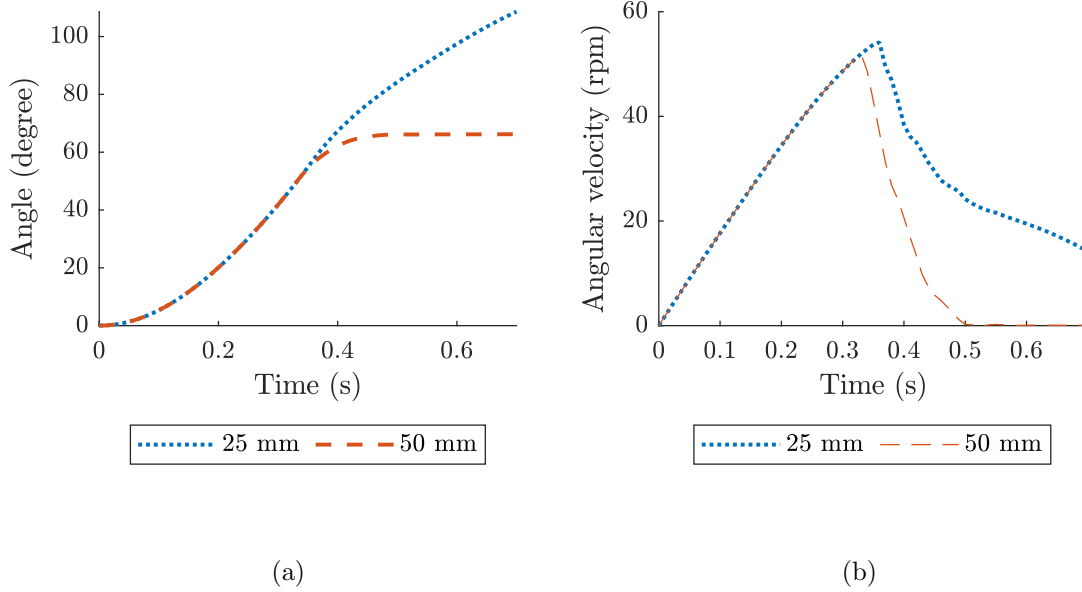 100
80
60
40
20
0
Angle (degree)
0 0.2 0.4 0.6
Time (s)
25 mm 50 mm
(a)
60
40
20
0
Angular velocity (rpm)
0 0.1 0.2 0.3 0.4 0.5 0.6
Time (s)
25 mm 50 mm
(b)